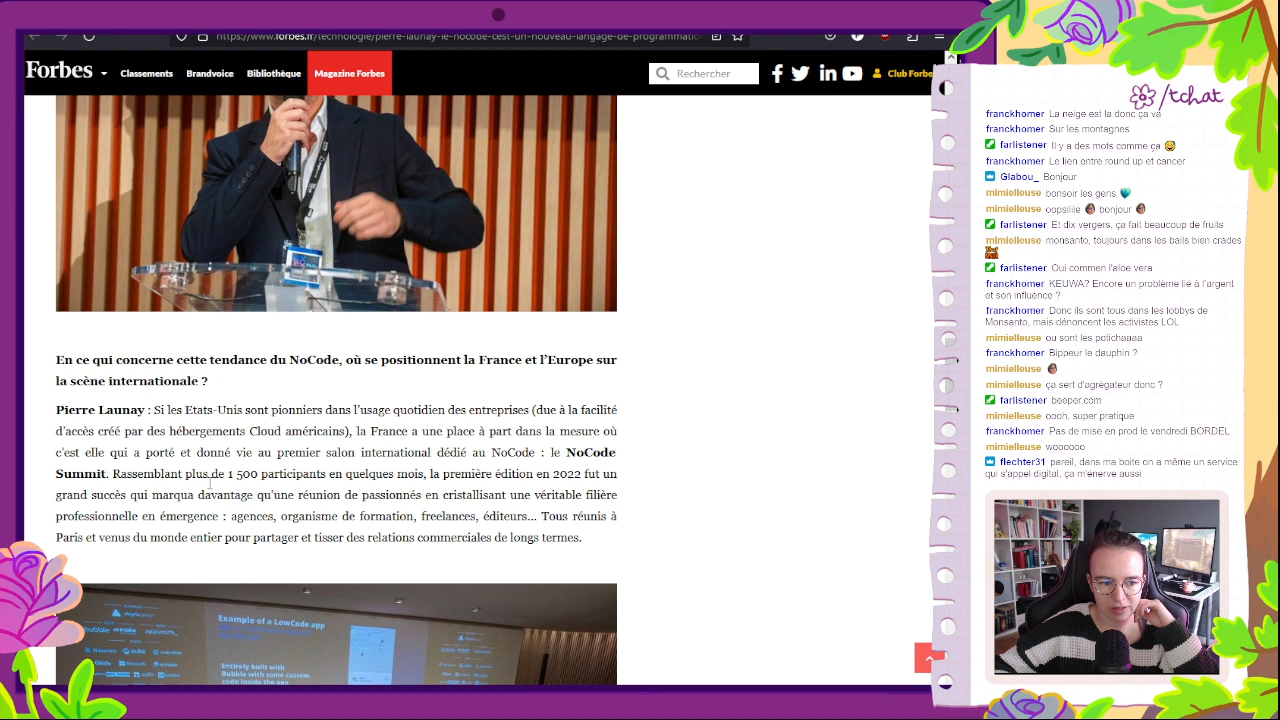 https://www.forbes.fr/technologie/pierre-launay-le-nocode-cest-un-nouveau-langage-de-programmatio
Forbes
Classements
Brandvoice
Bibliothèque
Magazine Forbes
Rechercher
Club Forbe
En ce qui concerne cette tendance du NoCode, où se positionnent la France et l'Europe sur
la scène internationale ?
Pierre Launay : Si les Etats-Unis sont pionniers dans l'usage quotidien des entreprises (due à la facilité
d'accès créé par des hébergements Cloud américains), la France a une place à part dans la mesure où
c'est elle qui a porté et donné vie au premier salon international dédié au NoCode : le NoCode
Summit. Rassemblant plus de 1 500 participants en quelques mois, la première édition en 2022 fut un
grand succès qui marqua davantage qu'une réunion de passionnés en cristallisant une véritable filière
professionnelle en émergence : agences, organisme de formation, freelances, éditeurs... Tous réunis à
Paris et venus du monde entier pour partager et tisser des relations commerciales de longs termes.
Example of a LowCode app
Entirely built with
Bubble with some custom
code inside the app
/tchat
franckhomer La neige est la donc ça va
franckhomer Sur les montagnes
farlistener Il y a des mots comme ça 😅
franckhomer Le lien entre round up et cancer
Glabou_ Bonjour
mimielleuse bonsoir les gens
mimielleuse oopsiiiie bonjour
farlistener Et dix vergers, ça fait beaucoup de fruits
mimielleuse monsanto, toujours dans les bails bien crades
farlistener Oui commen l'aloe vera
franckhomer KEUWA? Encore un problème lié à l'argent
et son influence ?
franckhomer Donc ils sont tous dans les lobbys de
Monsanto, mais dénoncent les activistes LOL
mimielleuse ou sont les potichaaaa
franckhomer Bippeur le dauphin ?
mimielleuse
mimielleuse ça sert d'agrégateur donc ?
farlistener beeper.com
mimielleuse oooh, super pratique
franckhomer Pas de mise en prod le vendredi BORDEL
mimielleuse woooooo
flechter31 pareil, dans ma boite on a même un service
qui s'appel digital, ça m'énerve aussi